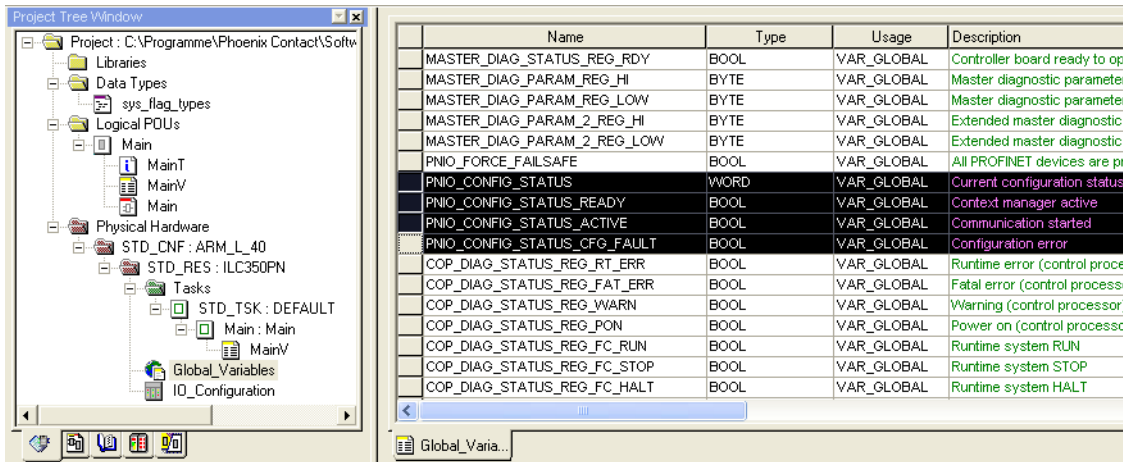 Project Tree Window
Project : C:\Programme\Phoenix Contact\Softw
Libraries
Data Types
sys_flag_types
Logical POUs
Main
MainT
MainV
Main
Physical Hardware
STD_CNF : ARM_L_40
STD_RES : ILC350PN
Tasks
STD_TSK : DEFAULT
Main : Main
MainV
Global_Variables
IO_Configuration
Name Type Usage Description
MASTER_DIAG_STATUS_REG_RDY BOOL VAR_GLOBAL Controller board ready to op
MASTER_DIAG_PARAM_REG_HI BYTE VAR_GLOBAL Master diagnostic parameter
MASTER_DIAG_PARAM_REG_LOW BYTE VAR_GLOBAL Master diagnostic parameter
MASTER_DIAG_PARAM_2_REG_HI BYTE VAR_GLOBAL Extended master diagnostic
MASTER_DIAG_PARAM_2_REG_LOW BYTE VAR_GLOBAL Extended master diagnostic
PNIO_FORCE_FAILSAFE BOOL VAR_GLOBAL All PROFINET devices are pr
PNIO_CONFIG_STATUS WORD VAR_GLOBAL Current configuration status
PNIO_CONFIG_STATUS_READY BOOL VAR_GLOBAL Context manager active
PNIO_CONFIG_STATUS_ACTIVE BOOL VAR_GLOBAL Communication started
PNIO_CONFIG_STATUS_CFG_FAULT BOOL VAR_GLOBAL Configuration error
COP_DIAG_STATUS_REG_RT_ERR BOOL VAR_GLOBAL Runtime error (control proce
COP_DIAG_STATUS_REG_FAT_ERR BOOL VAR_GLOBAL Fatal error (control processo
COP_DIAG_STATUS_REG_WARN BOOL VAR_GLOBAL Warning (control processor)
COP_DIAG_STATUS_REG_PON BOOL VAR_GLOBAL Power on (control processo
COP_DIAG_STATUS_REG_FC_RUN BOOL VAR_GLOBAL Runtime system RUN
COP_DIAG_STATUS_REG_FC_STOP BOOL VAR_GLOBAL Runtime system STOP
COP_DIAG_STATUS_REG_FC_HALT BOOL VAR_GLOBAL Runtime system HALT
Global_Varia...